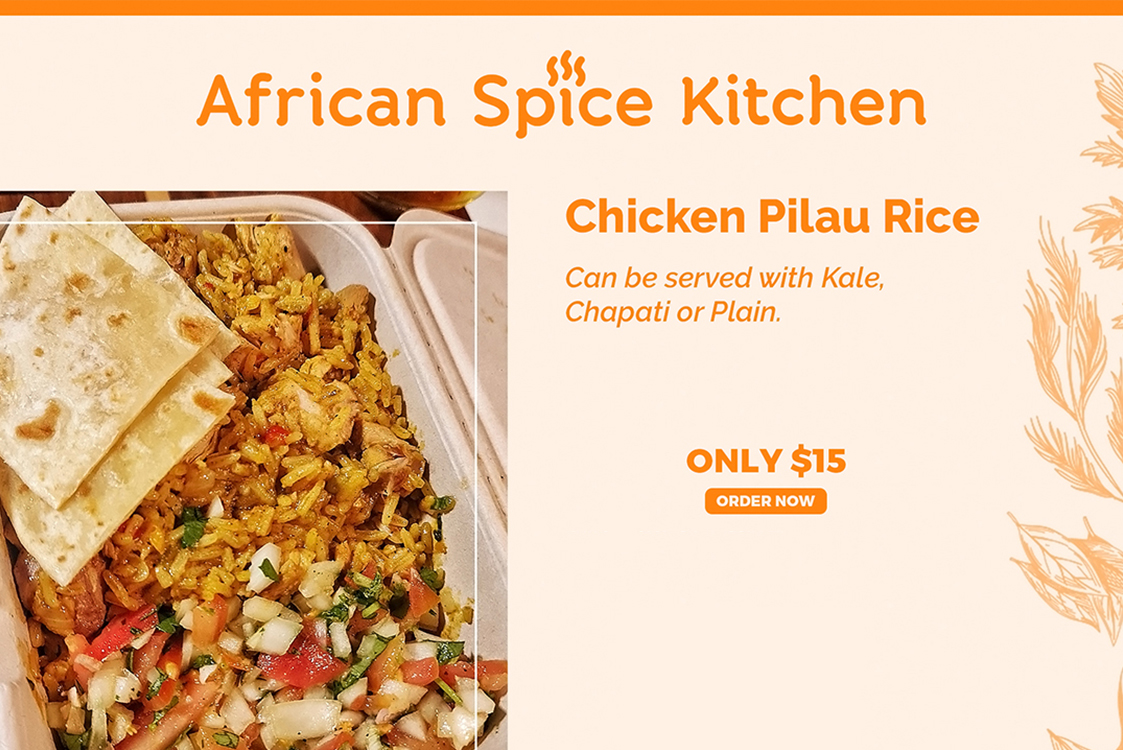 African Spice Kitchen
Chicken Pilau Rice
Can be served with Kale,
Chapati or Plain.
ONLY $15
ORDER NOW